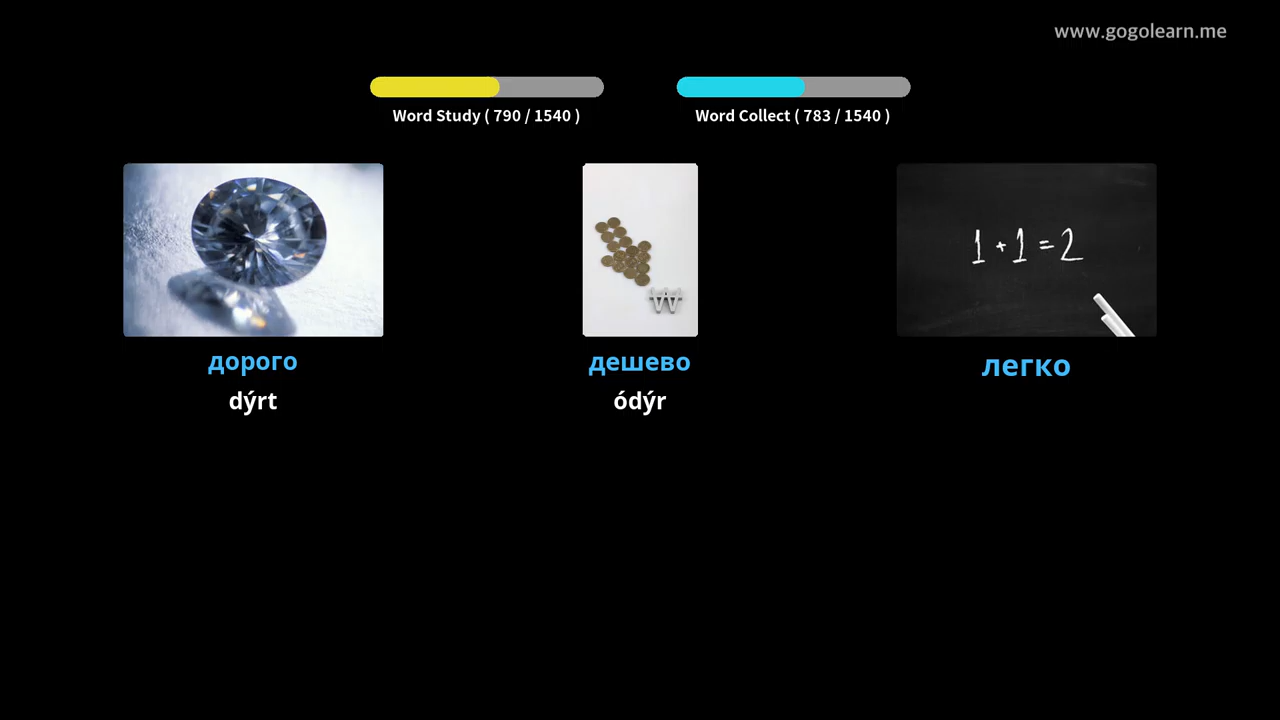 www.gogolearn.me
Word Study ( 790 / 1540 )
Word Collect ( 783 / 1540 )
₩
1 + 1 = 2
дорого
дешево
легко
dýrt
ódýr